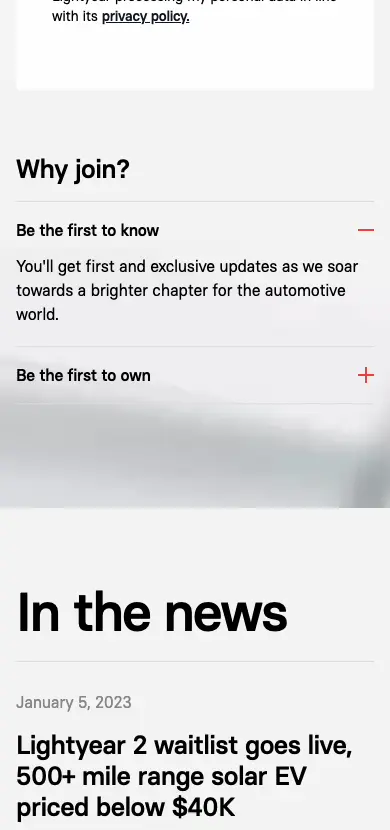 with its privacy policy.
Why join?
Be the first to know
You'll get first and exclusive updates as we soar
towards a brighter chapter for the automotive
world.
Be the first to own
In the news
January 5, 2023
Lightyear 2 waitlist goes live,
500+ mile range solar EV
priced below $40K